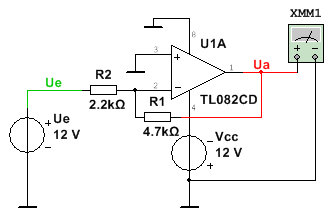 XMM1
8
U1A
3
Ua
Ue
R2
1
2
TL082CD
2.2kΩ
R1
4
4.7kΩ
Ue
12 V
Vcc
12 V